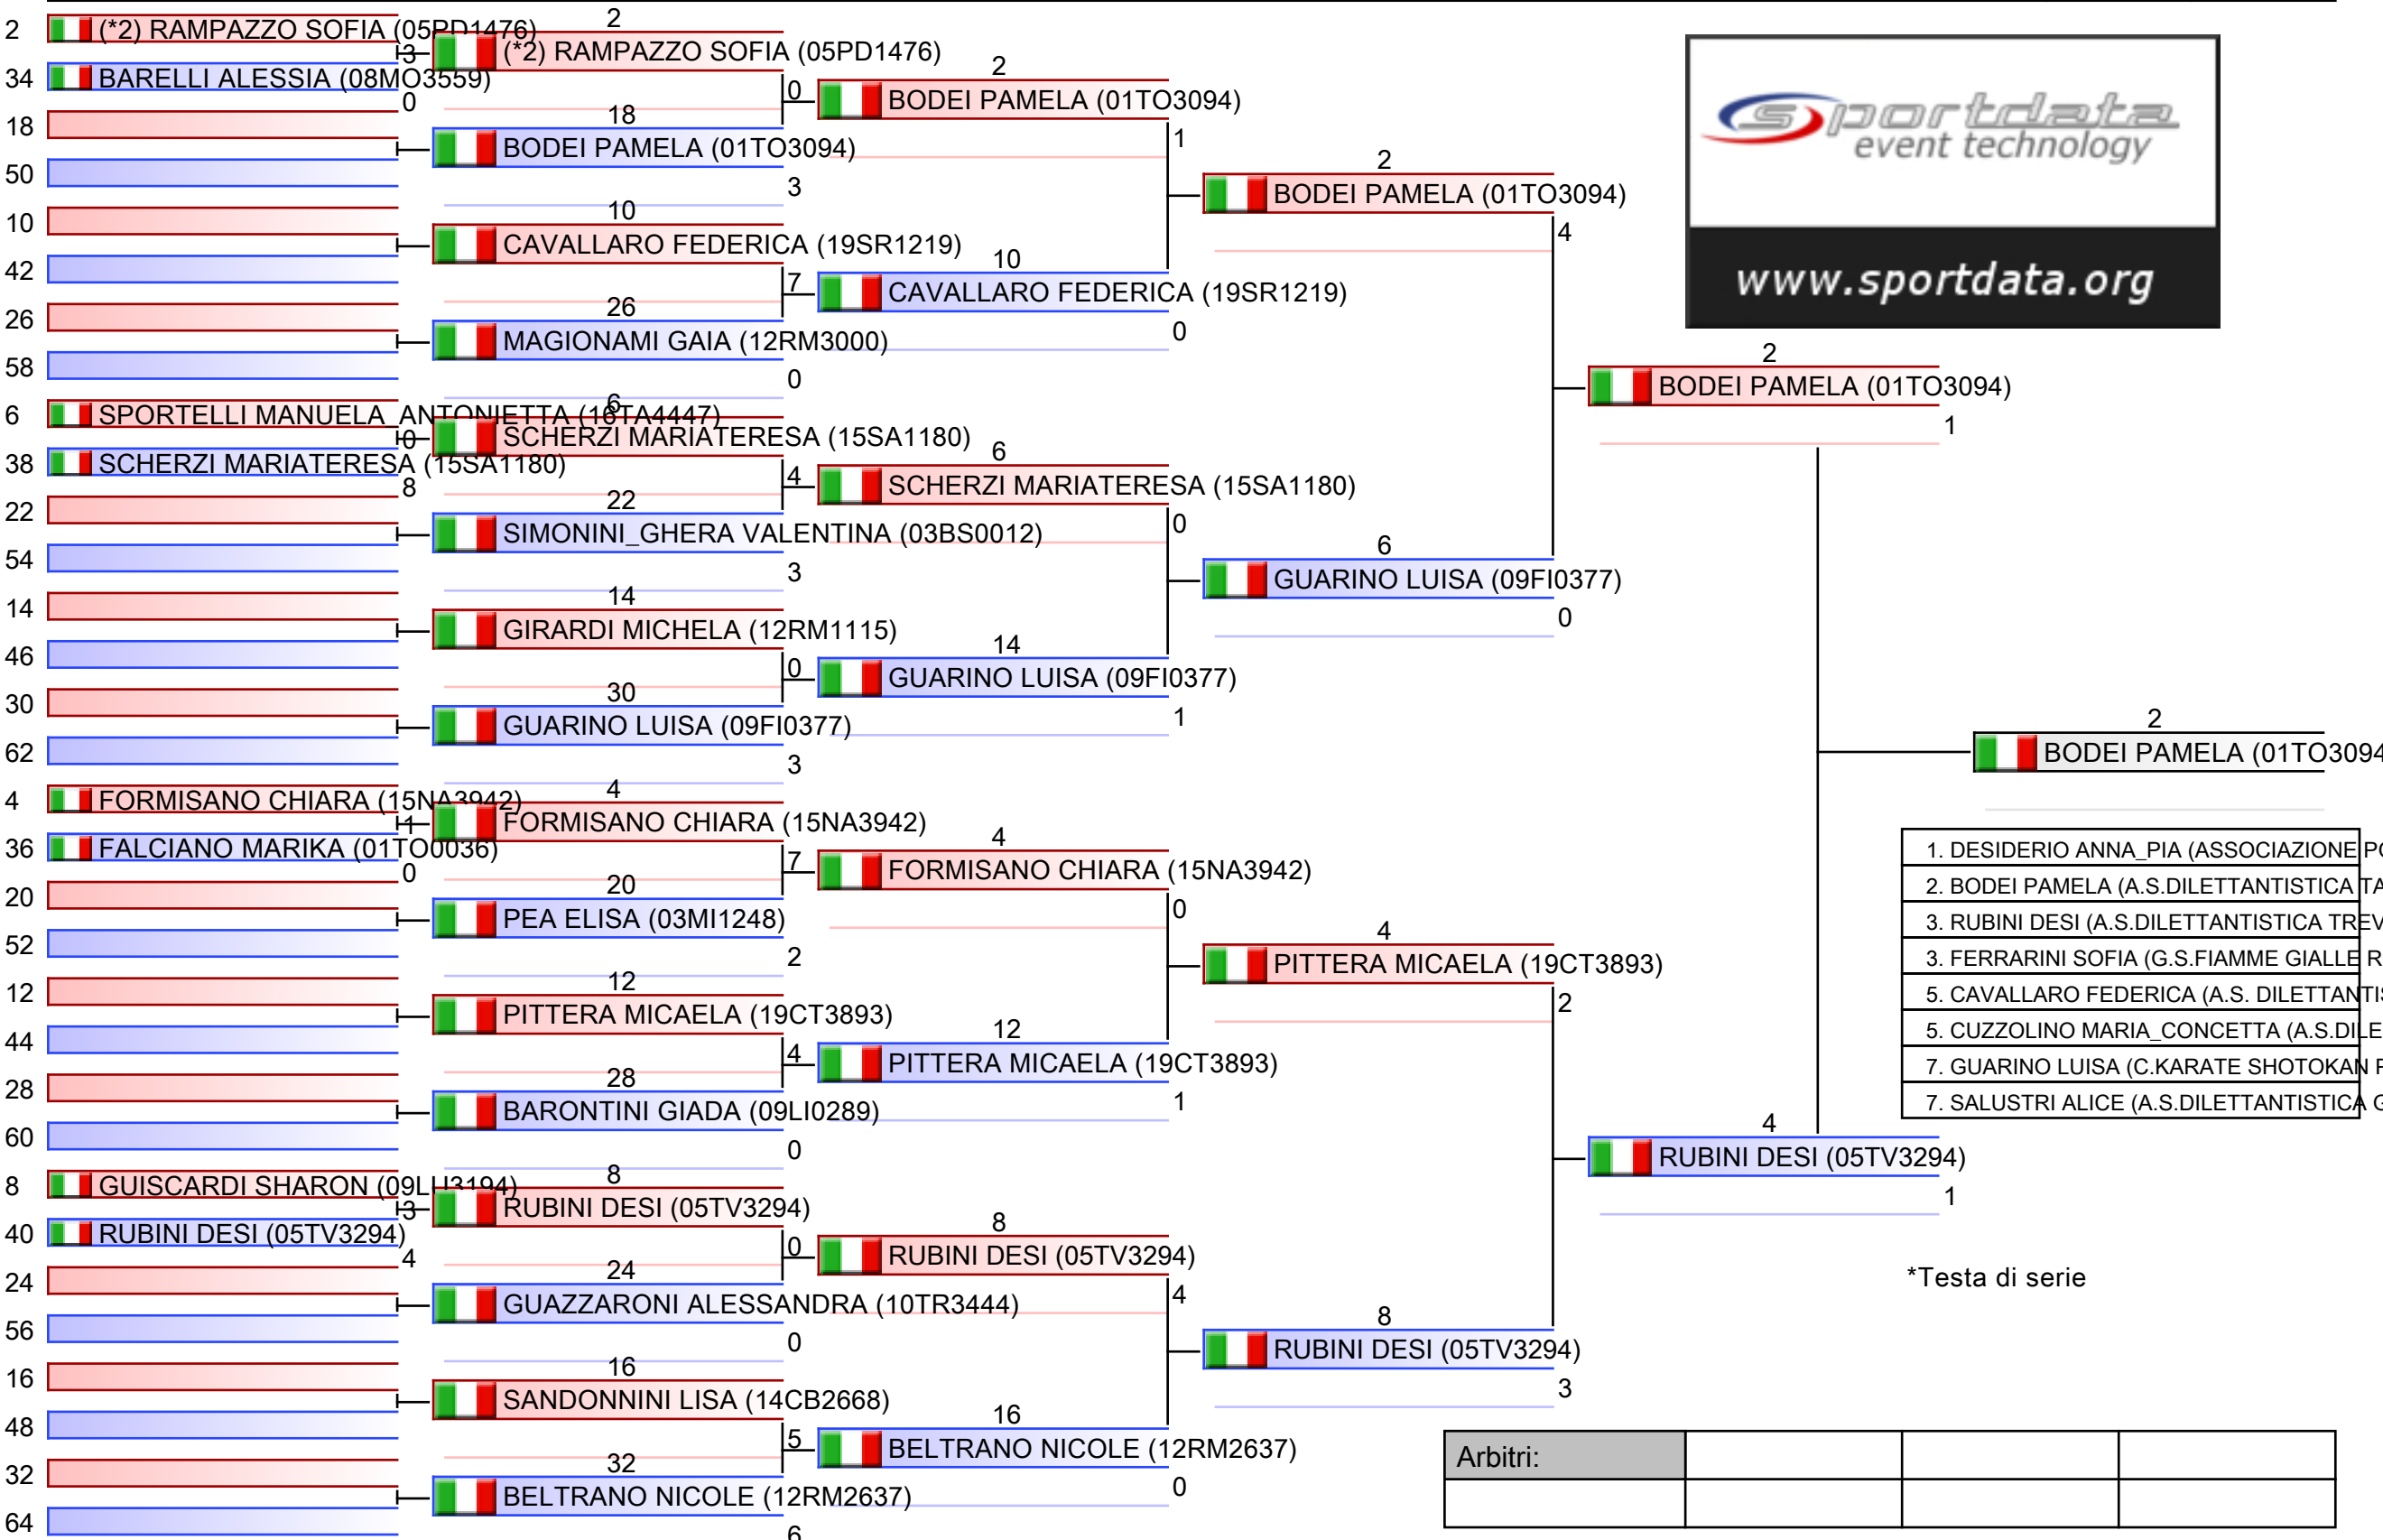 2
2 (*2) RAMPAZZO SOFIA (05PD1476)
3
(*2) RAMPAZZO SOFIA (05PD1476)
34 BARELLI ALESSIA (08MO3559)
0
2
0
BODEI PAMELA (01TO3094)
18
18
BODEI PAMELA (01TO3094)
3
50
1
2
BODEI PAMELA (01TO3094)
4
10
10
CAVALLARO FEDERICA (19SR1219)
42
10
7
CAVALLARO FEDERICA (19SR1219)
0
26
26
MAGIONAMI GAIA (12RM3000)
0
58
2
BODEI PAMELA (01TO3094)
1
6 SPORTELLI MANUELA_ANTONIETTA (16TA4447)
6
0
SCHERZI MARIATERESA (15SA1180)
38 SCHERZI MARIATERESA (15SA1180)
8
6
4
SCHERZI MARIATERESA (15SA1180)
0
22
22
SIMONINI_GHERA VALENTINA (03BS0012)
3
54
6
GUARINO LUISA (09FI0377)
0
14
14
GIRARDI MICHELA (12RM1115)
46
14
0
GUARINO LUISA (09FI0377)
1
30
30
GUARINO LUISA (09FI0377)
3
62
2
BODEI PAMELA (01TO3094
4 FORMISANO CHIARA (15NA3942)
4
1
FORMISANO CHIARA (15NA3942)
36 FALCIANO MARIKA (01TO0036)
0
4
7
FORMISANO CHIARA (15NA3942)
0
20
20
PEA ELISA (03MI1248)
2
52
4
PITTERA MICAELA (19CT3893)
2
12
12
PITTERA MICAELA (19CT3893)
44
12
4
PITTERA MICAELA (19CT3893)
1
28
28
BARONTINI GIADA (09LI0289)
0
60
4
RUBINI DESI (05TV3294)
1
8 GUISCARDI SHARON (09LU3194)
8
3
RUBINI DESI (05TV3294)
40 RUBINI DESI (05TV3294)
4
8
0
RUBINI DESI (05TV3294)
4
24
24
GUAZZARONI ALESSANDRA (10TR3444)
0
56
8
RUBINI DESI (05TV3294)
3
16
16
SANDONNINI LISA (14CB2668)
48
16
5
BELTRANO NICOLE (12RM2637)
0
32
32
BELTRANO NICOLE (12RM2637)
6
64
sportdata
event technology
www.sportdata.org
1. DESIDERIO ANNA_PIA (ASSOCIAZIONE PO
2. BODEI PAMELA (A.S.DILETTANTISTICA TA
3. RUBINI DESI (A.S.DILETTANTISTICA TREV
3. FERRARINI SOFIA (G.S.FIAMME GIALLE R
5. CAVALLARO FEDERICA (A.S. DILETTANTIS
5. CUZZOLINO MARIA_CONCETTA (A.S.DILE
7. GUARINO LUISA (C.KARATE SHOTOKAN
7. SALUSTRI ALICE (A.S.DILETTANTISTICA G
*Testa di serie
Arbitri: